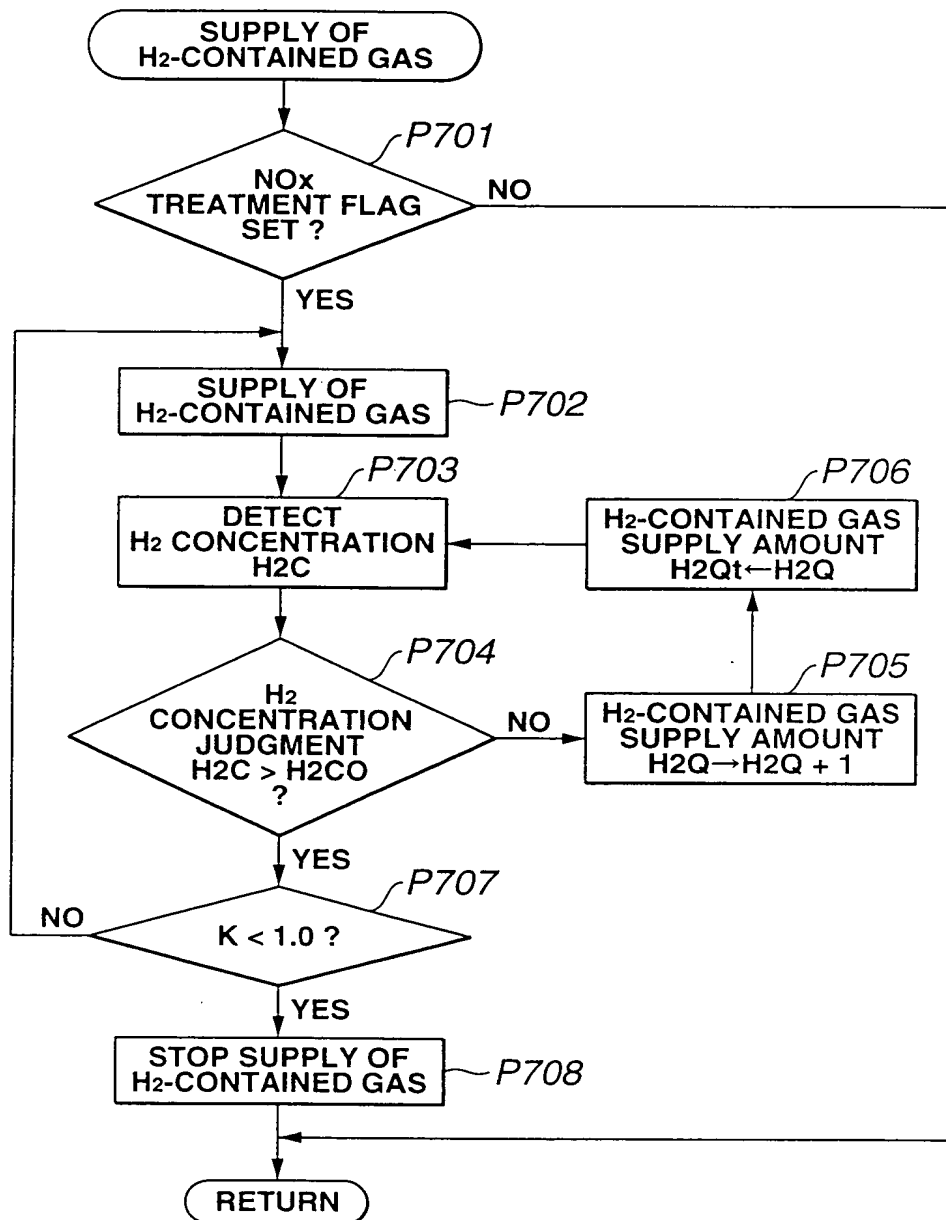 SUPPLY OF
H2-CONTAINED GAS
P701
NOx
TREATMENT FLAG
SET ?
NO
YES
SUPPLY OF
H2-CONTAINED GAS
P702
P703
DETECT
H2 CONCENTRATION
H2C
P706
H2-CONTAINED GAS
SUPPLY AMOUNT
H2Qt←H2Q
P704
H2
CONCENTRATION
JUDGMENT
H2C > H2CO
?
NO
P705
H2-CONTAINED GAS
SUPPLY AMOUNT
H2Q→H2Q + 1
YES
P707
K < 1.0 ?
NO
YES
STOP SUPPLY OF
H2-CONTAINED GAS
P708
RETURN